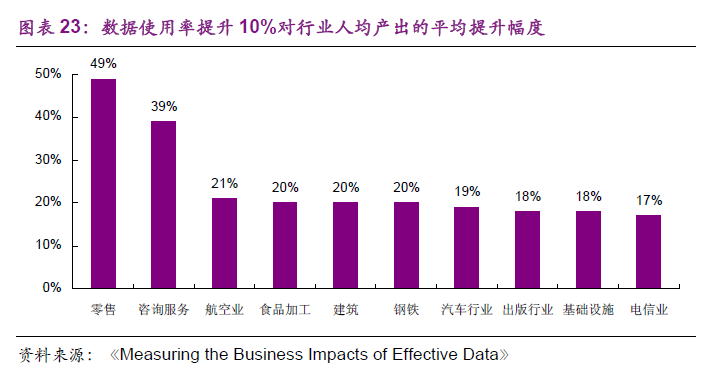 图表 23：数据使用率提升 10%对行业人均产出的平均提升幅度
50%
40%
30%
20%
10%
0%
49%
39%
21%
20%
20%
20%
19%
18%
18%
17%
零售
咨询服务
航空业
食品加工
建筑
钢铁
汽车行业
出版行业
基础设施
电信业
资料来源：《Measuring the Business Impacts of Effective Data》